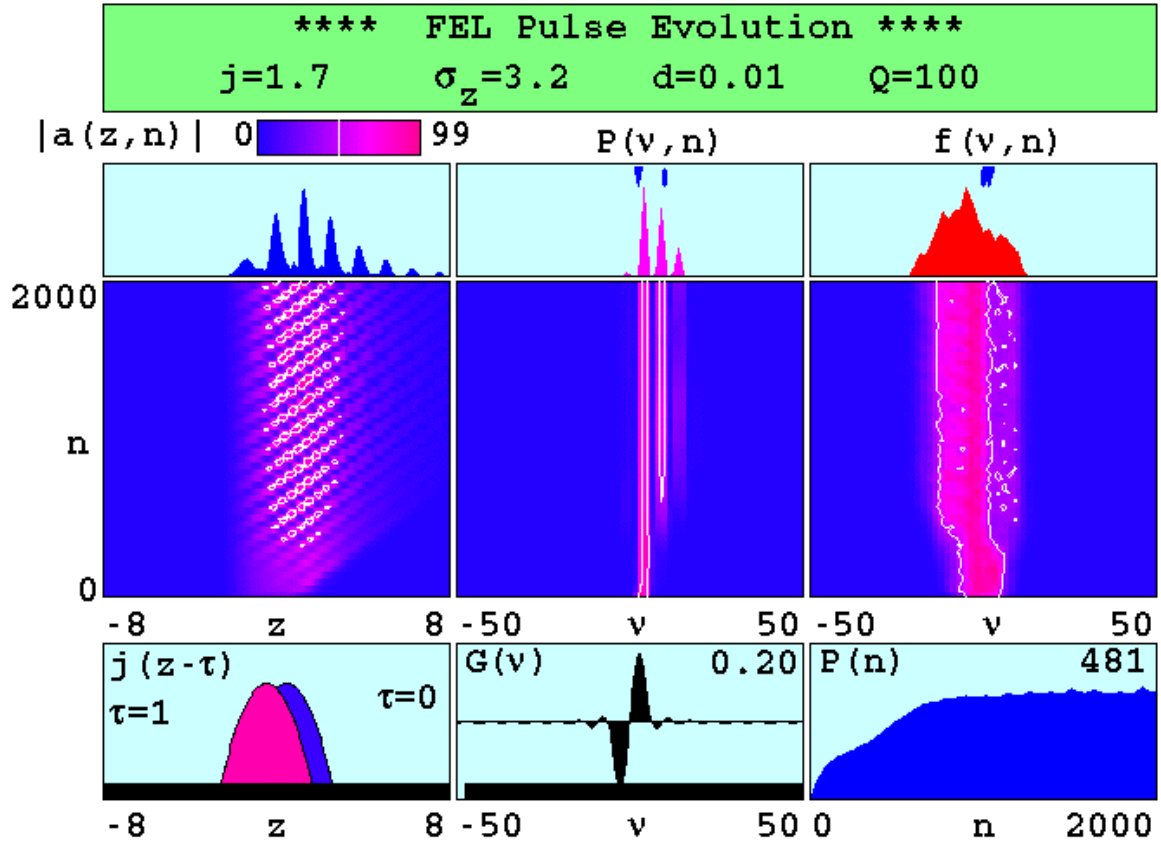 **** FEL Pulse Evolution ****
j=1.7 σz=3.2 d=0.01 Q=100
|a(z,n)| 0 99 P(ν,n) f(ν,n)
2000
n
0
-8 z 8 -50 ν 50 -50 ν 50
j(z-τ) G(ν) 0.20 P(n) 481
τ=1 τ=0
-8 z 8 -50 ν 50 0 n 2000